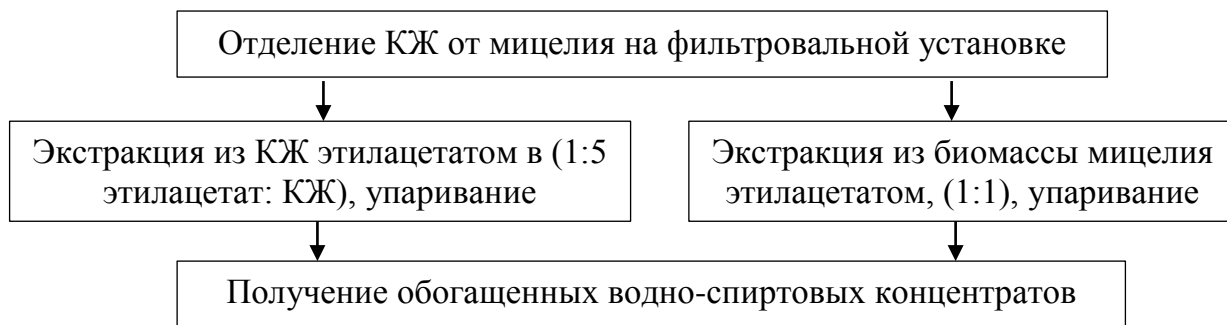 Отделение КЖ от мицелия на фильтровальной установке
Экстракция из КЖ этилацетатом в (1:5
этилацетат: КЖ), упаривание
Экстракция из биомассы мицелия
этилацетатом, (1:1), упаривание
Получение обогащенных водно-спиртовых концентратов